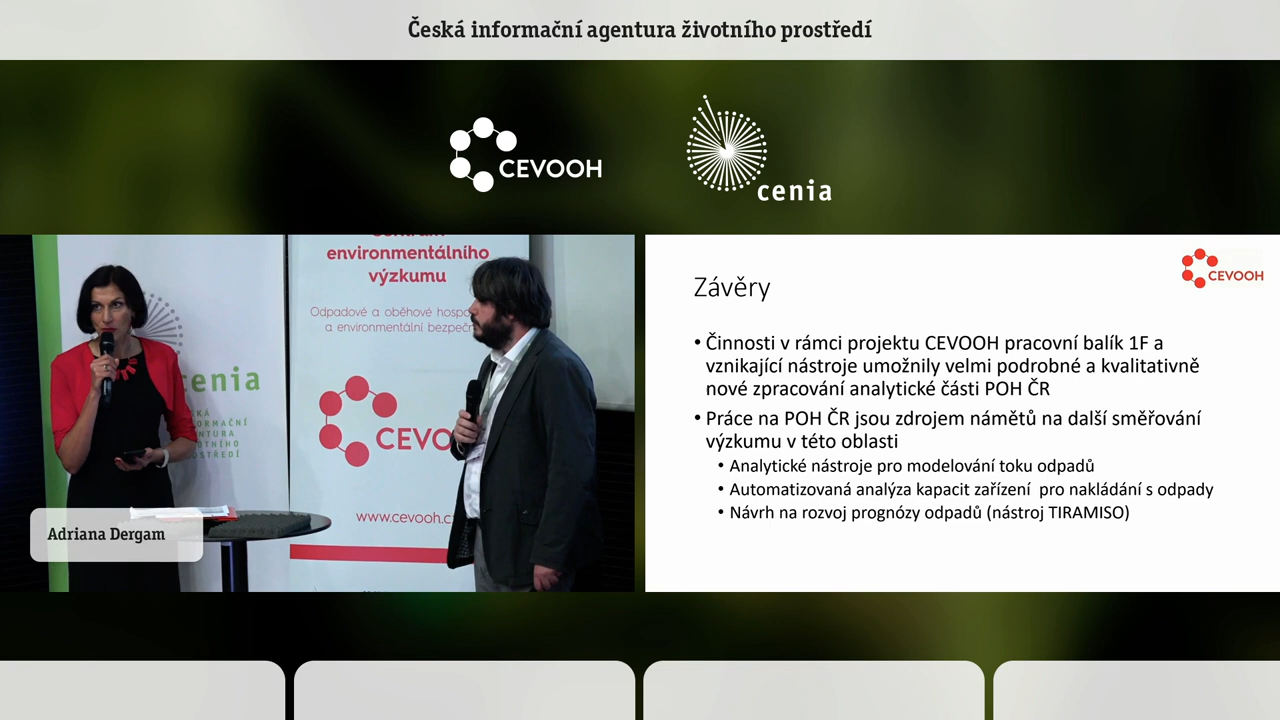 Česká informační agentura životního prostředí
CEVOOH
cenia
environmentálního
výzkumu
Odpadové a oběhové
a environmentální
cenia
www.cevooh.cz
Adriana Dergam
CEVOOH
Závěry
• Činnosti v rámci projektu CEVOOH pracovní balík 1F a
vznikající nástroje umožnily velmi podrobné a kvalitativně
nové zpracování analytické části POH ČR
• Práce na POH ČR jsou zdrojem námětů na další směřování
výzkumu v této oblasti
• Analytické nástroje pro modelování toku odpadů
• Automatizovaná analýza kapacit zařízení pro nakládání s odpady
• Návrh na rozvoj prognózy odpadů (nástroj TIRAMISO)